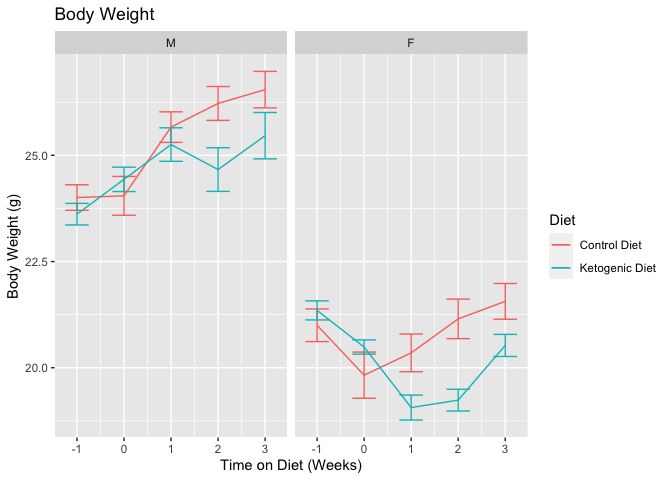 Body Weight
M
F
25.0
22.5
20.0
Body Weight (g)
-1 0 1 2 3
-1 0 1 2 3
Time on Diet (Weeks)
Diet
Control Diet
Ketogenic Diet